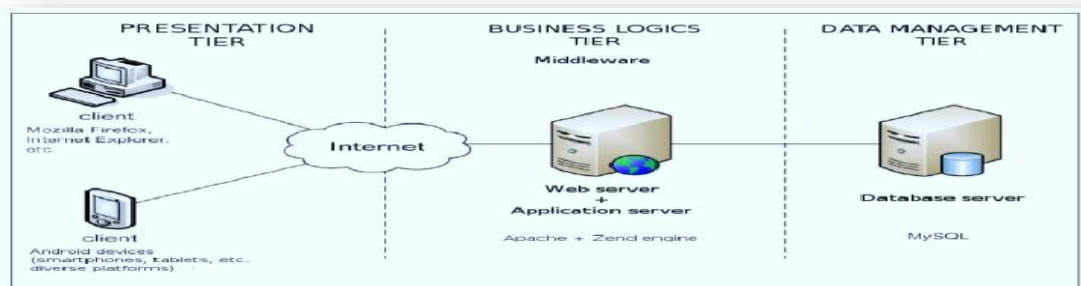 PRESENTATION
TIER
client
Mozilla Firefox,
Internet Explorer,
etc.
client
Android devices
(smartphones, tablets, etc.
diverse platforms)
Internet
BUSINESS LOGICS
TIER
Middleware
Web server
+
Application server
Apache + Zend engine
DATA MANAGEMENT
TIER
Database server
MySQL